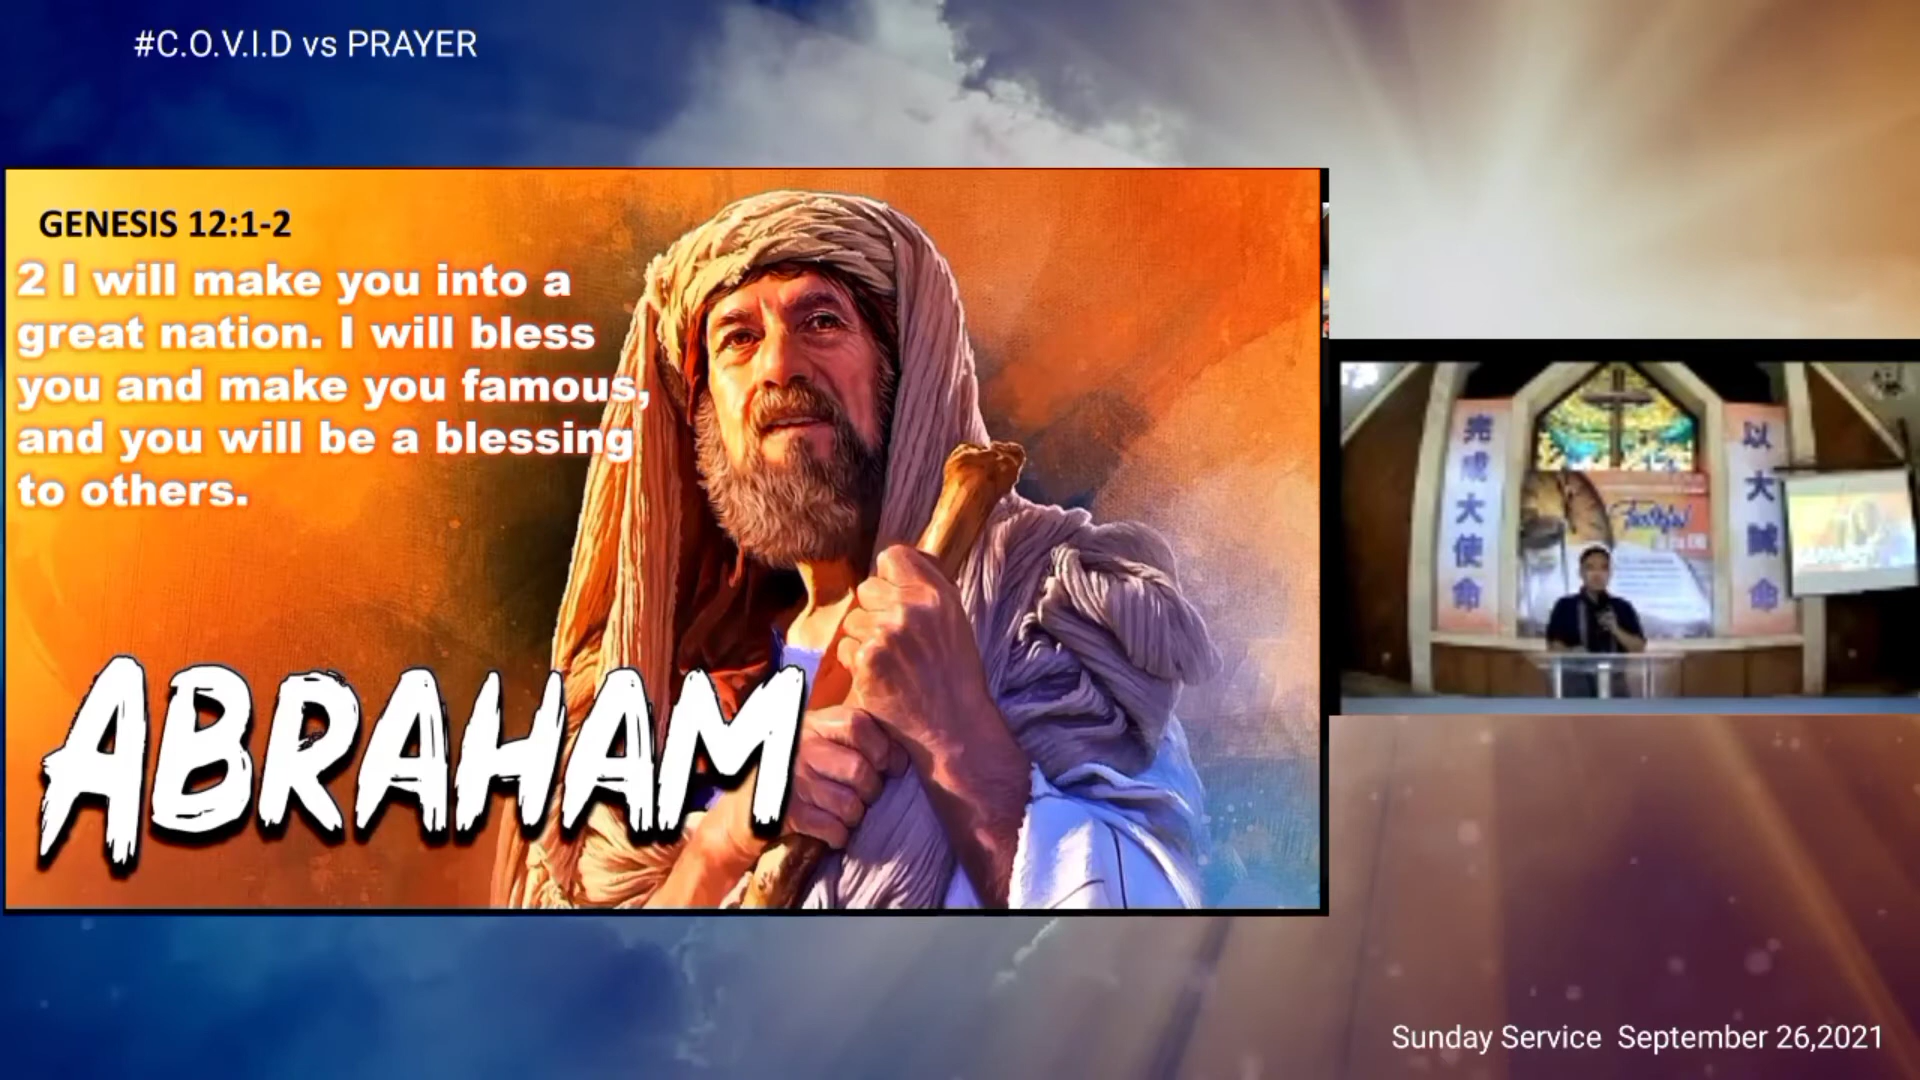 #C.O.V.I.D vs PRAYER
GENESIS 12:1-2
2 I will make you into a
great nation. I will bless
you and make you famous,
and you will be a blessing
to others.
ABRAHAM
完成大使命
以大誡命
Faithful
Sunday Service September 26,2021